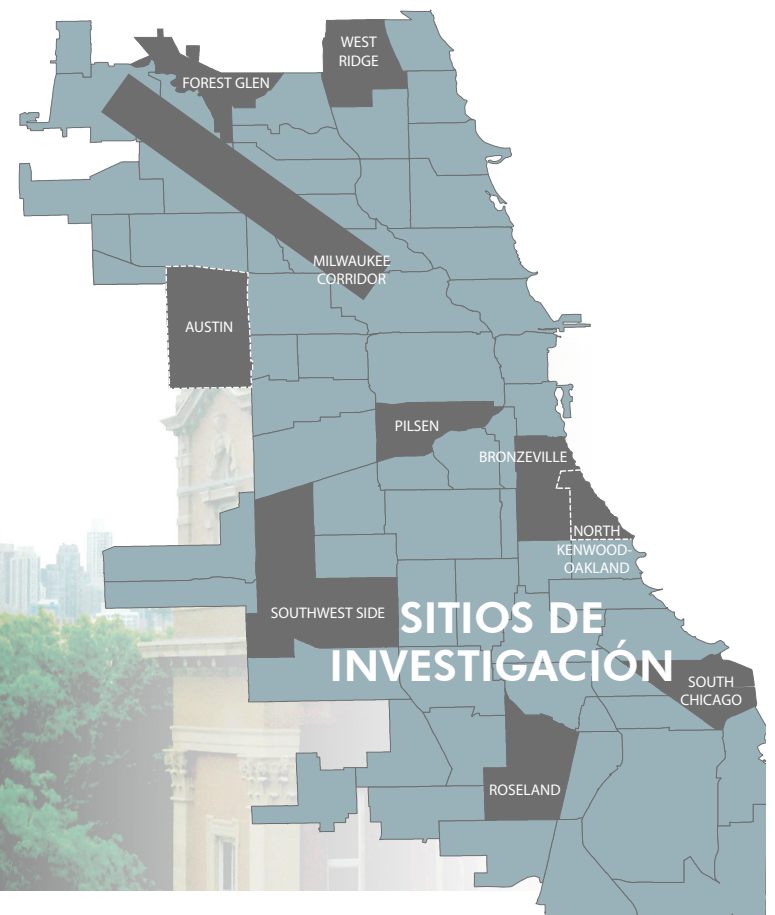 WEST
RIDGE
FOREST GLEN
MILWAUKEE
CORRIDOR
AUSTIN
PILSEN
BRONZEVILLE
NORTH
KENWOOD-
OAKLAND
SOUTHWEST SIDE
SITIOS DE
INVESTIGACIÓN
SOUTH
CHICAGO
ROSELAND